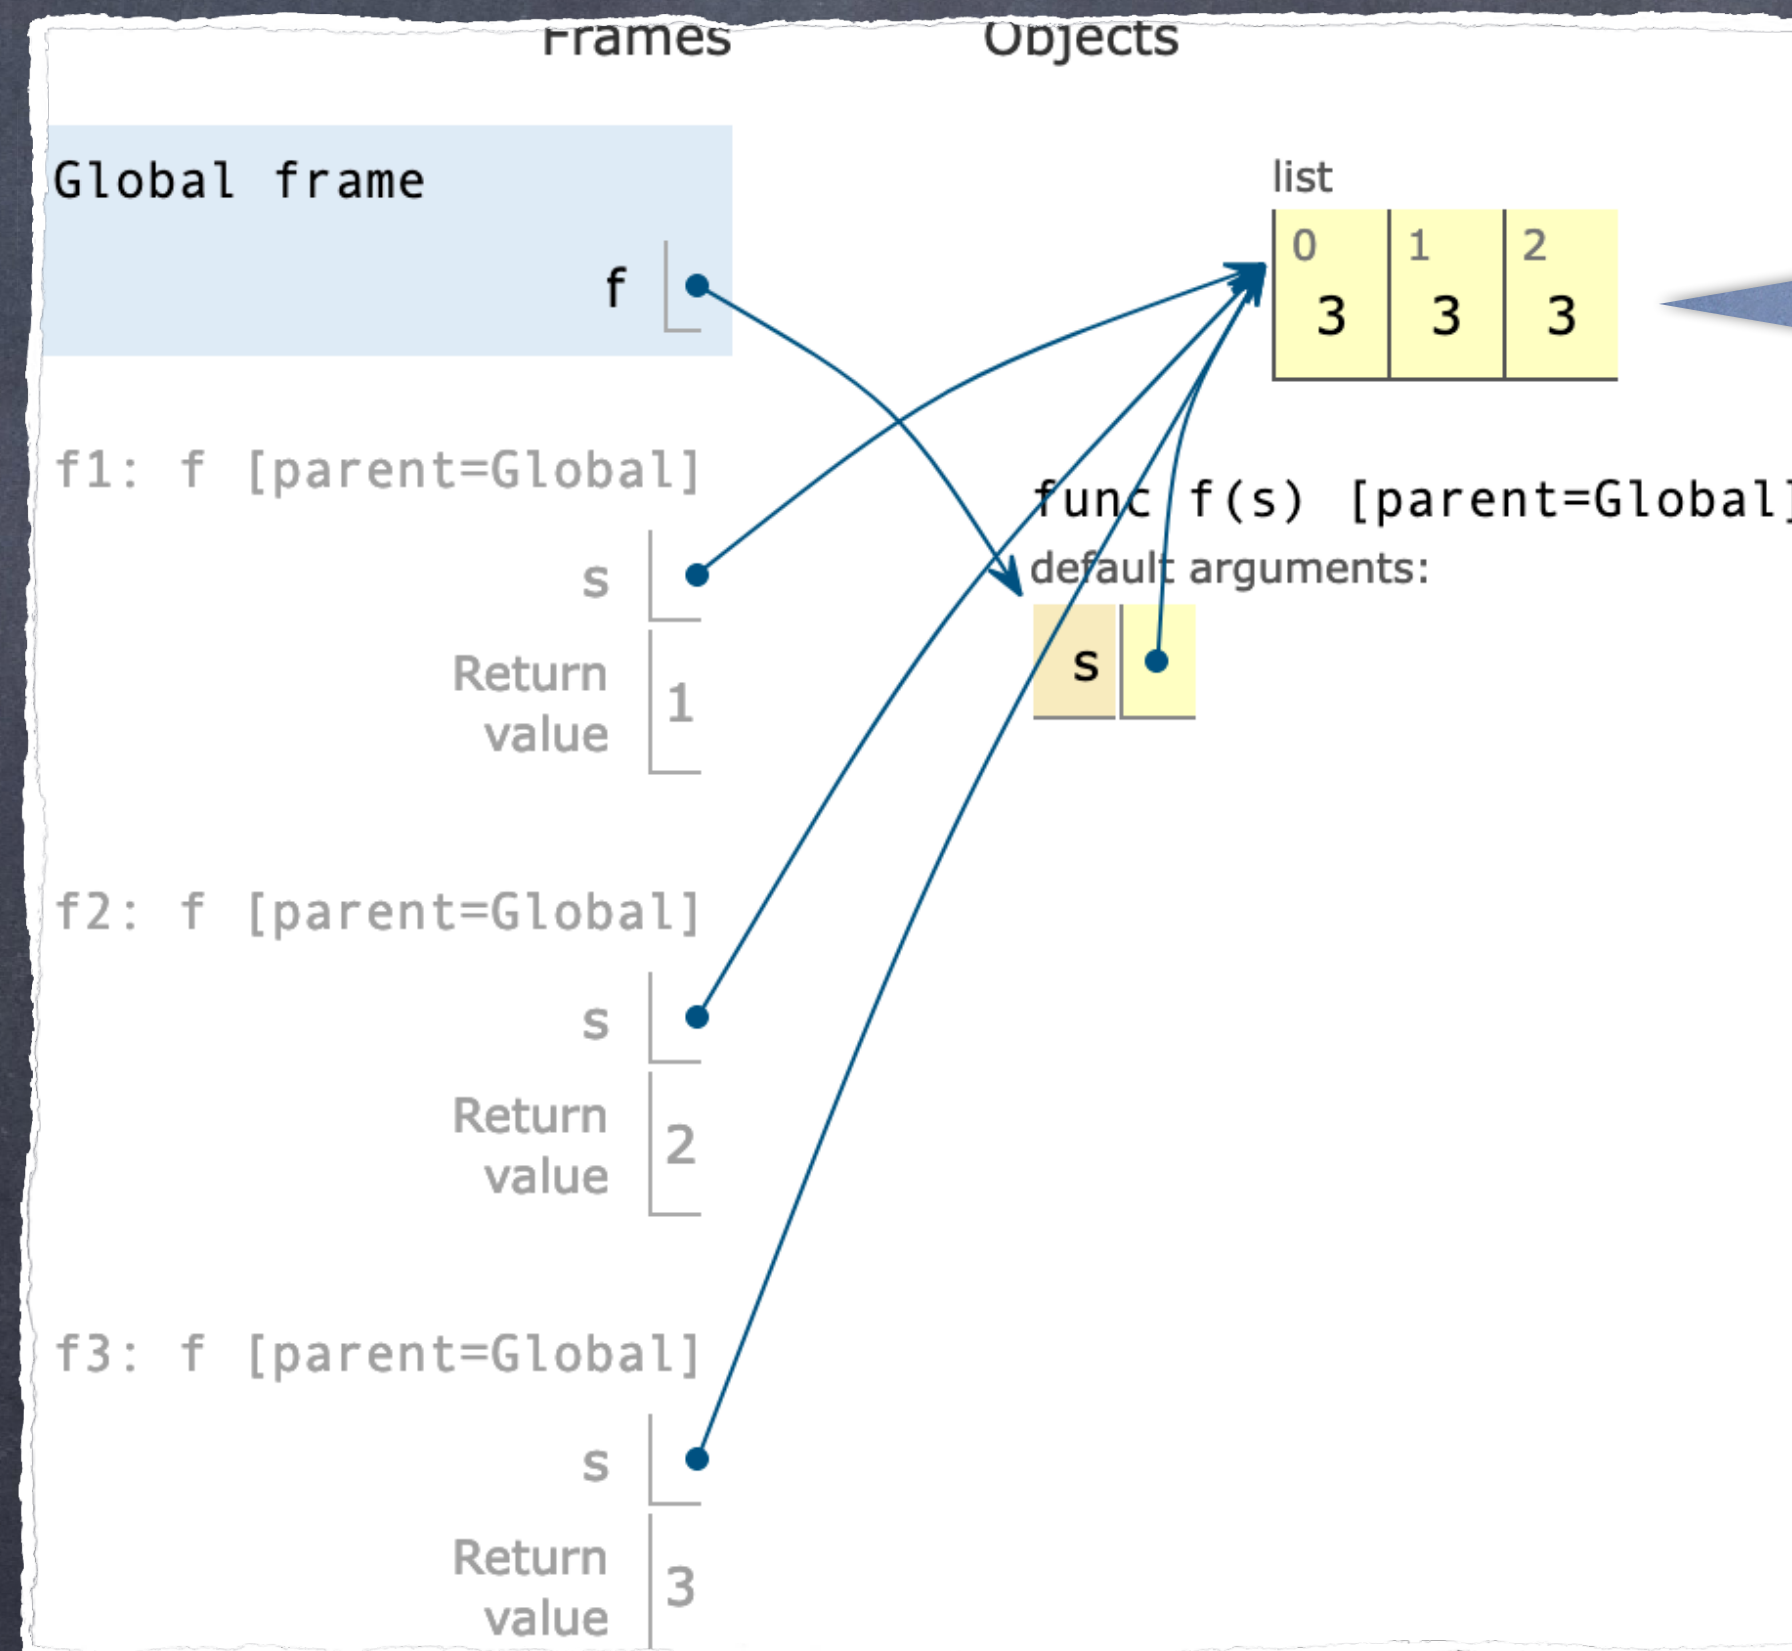 Frames Objects
Global frame
f
list
0 1 2
3 3 3
f1: f [parent=Global]
s
Return
value
1
func f(s) [parent=Global]
default arguments:
s
f2: f [parent=Global]
s
Return
value
2
f3: f [parent=Global]
s
Return
value
3